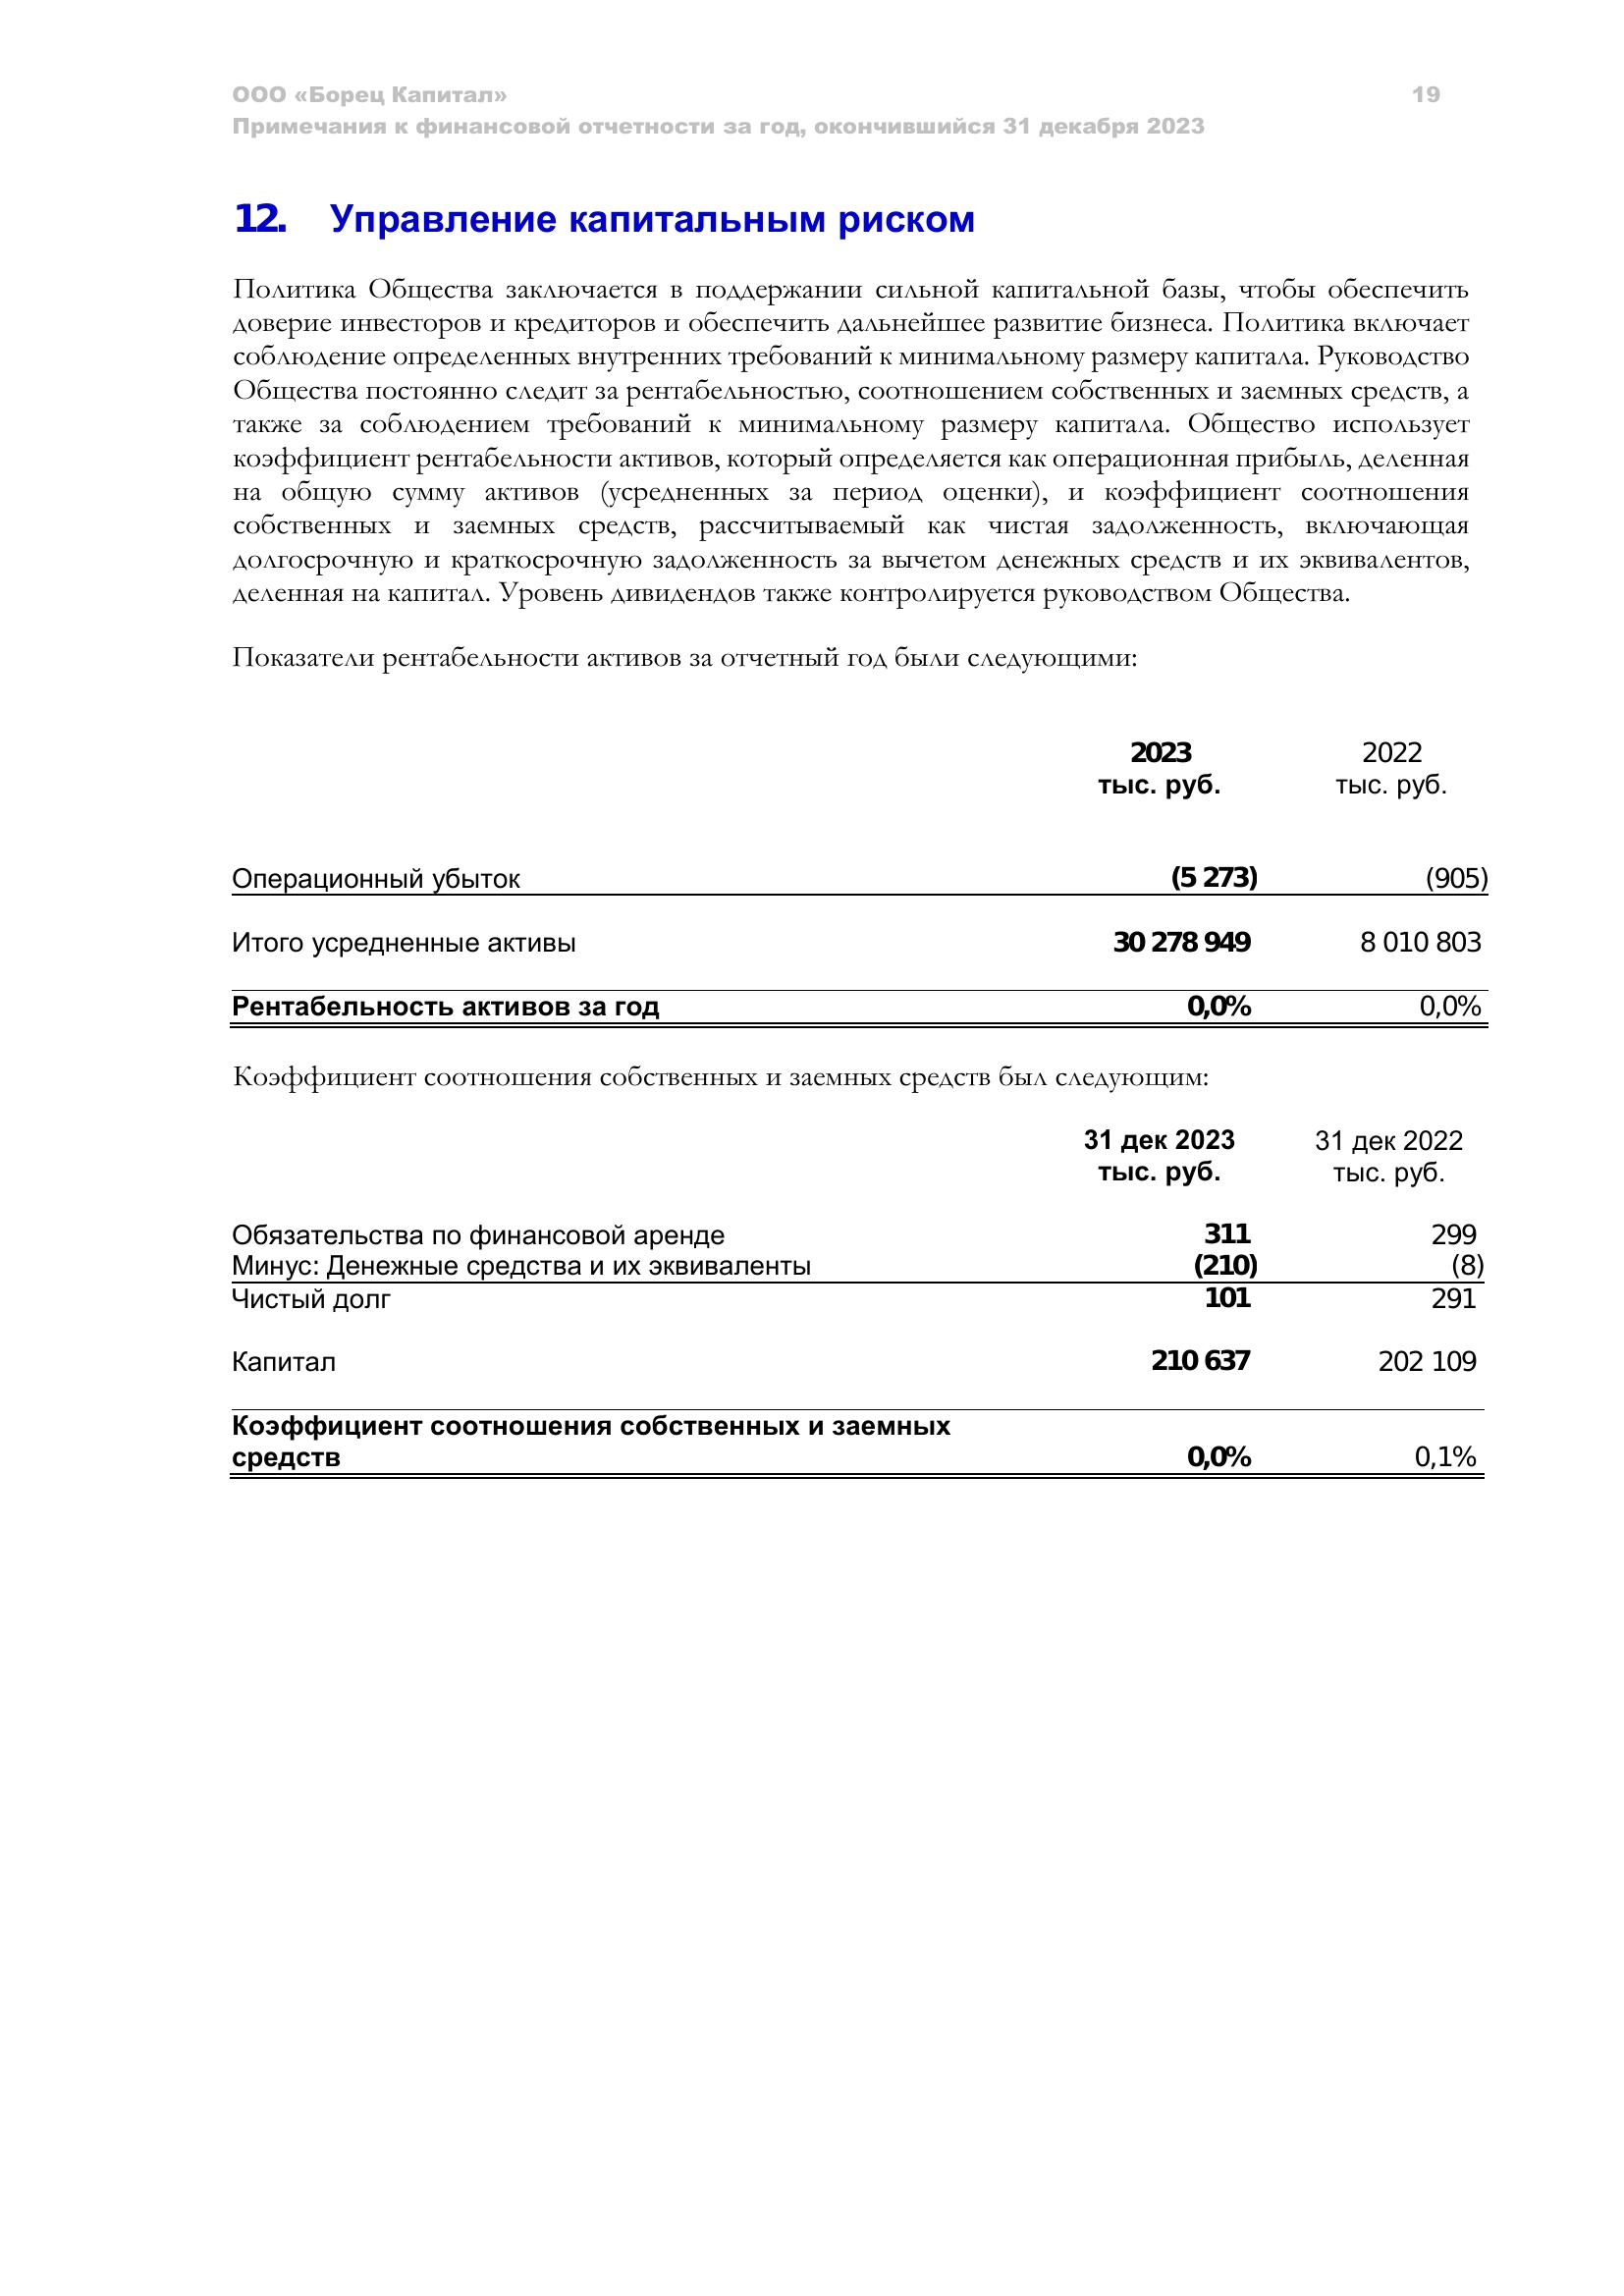 ООО «Борец Капитал» 19
Примечания к финансовой отчетности за год, окончившийся 31 декабря 2023
12. Управление капитальным риском
Политика Общества заключается в поддержании сильной капитальной базы, чтобы обеспечить
доверие инвесторов и кредиторов и обеспечить дальнейшее развитие бизнеса. Политика включает
соблюдение определенных внутренних требований к минимальному размеру капитала. Руководство
Общества постоянно следит за рентабельностью, соотношением собственных и заемных средств, а
также за соблюдением требований к минимальному размеру капитала. Общество использует
коэффициент рентабельности активов, который определяется как операционная прибыль, деленная
на общую сумму активов (усредненных за период оценки), и коэффициент соотношения
собственных и заемных средств, рассчитываемый как чистая задолженность, включающая
долгосрочную и краткосрочную задолженность за вычетом денежных средств и их эквивалентов,
деленная на капитал. Уровень дивидендов также контролируется руководством Общества.
Показатели рентабельности активов за отчетный год были следующими:
2023 2022
тыс. руб. тыс. руб.
Операционный убыток (5 273) (905)
Итого усредненные активы 30 278 949 8 010 803
Рентабельность активов за год 0,0% 0,0%
Коэффициент соотношения собственных и заемных средств был следующим:
31 дек 2023 31 дек 2022
тыс. руб. тыс. руб.
Обязательства по финансовой аренде 311 299
Минус: Денежные средства и их эквиваленты (210) (8)
Чистый долг 101 291
Капитал 210 637 202 109
Коэффициент соотношения собственных и заемных
средств 0,0% 0,1%